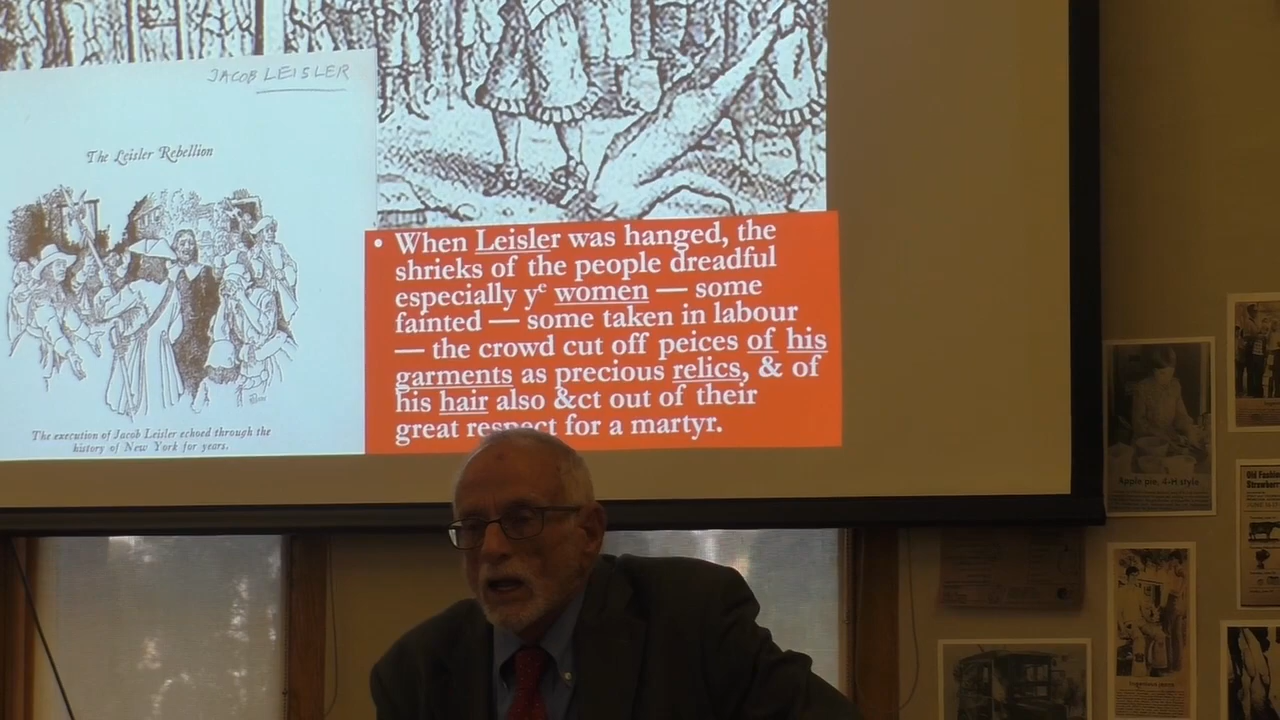 JACOB LEISLER
The Leisler Rebellion
The execution of Jacob Leisler echoed through the
history of New York for years.
• When Leisler was hanged, the
shrieks of the people dreadful
especially yᵉ women — some
fainted — some taken in labour
— the crowd cut off peices of his
garments as precious relics, & of
his hair also &ct out of their
great respect for a martyr.
Apple pie, 4-H style
Old Fashi
Strawberr